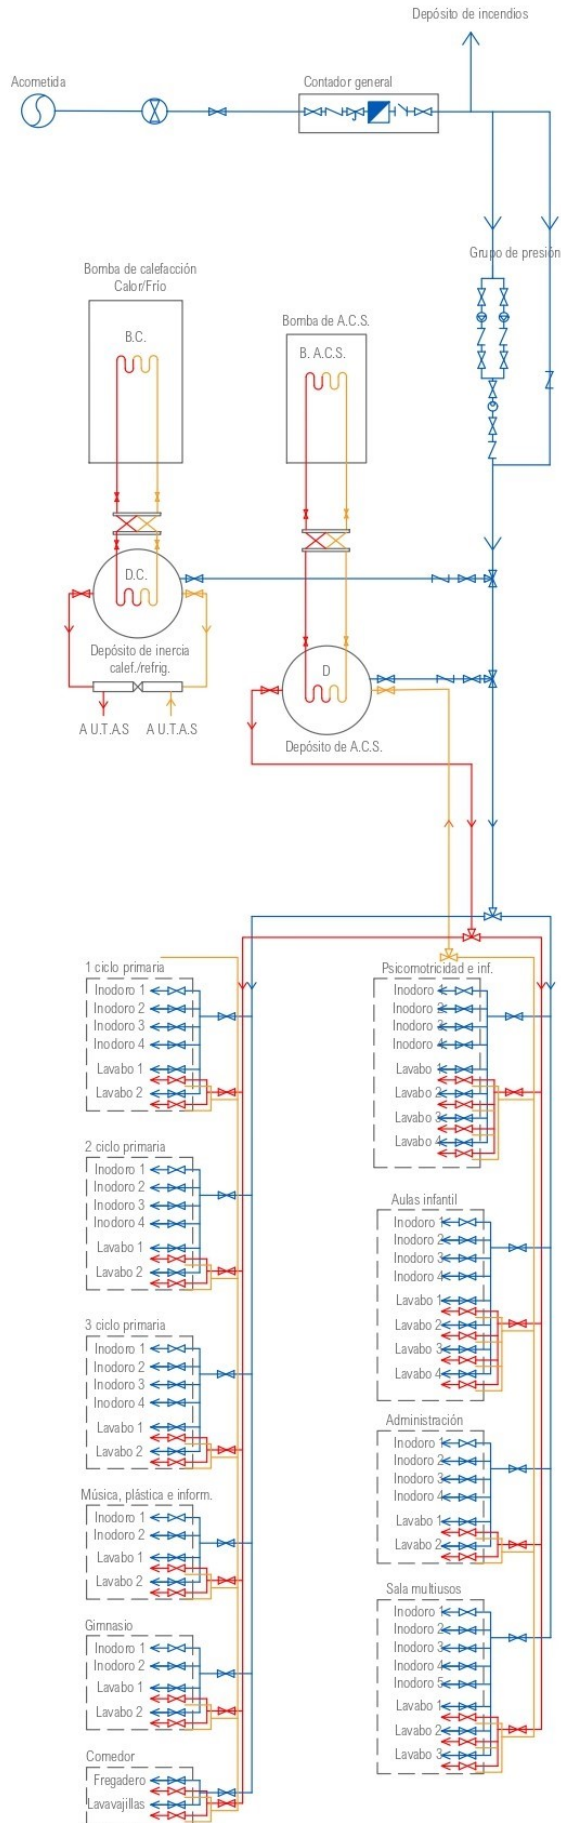 Depósito de incendios
Acometida
Contador general
Grupo de presión
Bomba de calefacción
Calor/Frío
B.C.
Bomba de A.C.S.
B. A.C.S.
D.C.
Depósito de inercia
calef./refrig.
A U.T.A.S
A U.T.A.S
D
Depósito de A.C.S.
1 ciclo primaria
Inodoro 1
Inodoro 2
Inodoro 3
Inodoro 4
Lavabo 1
Lavabo 2
2 ciclo primaria
Inodoro 1
Inodoro 2
Inodoro 3
Inodoro 4
Lavabo 1
Lavabo 2
3 ciclo primaria
Inodoro 1
Inodoro 2
Inodoro 3
Inodoro 4
Lavabo 1
Lavabo 2
Música, plástica e inform.
Inodoro 1
Inodoro 2
Lavabo 1
Lavabo 2
Gimnasio
Inodoro 1
Inodoro 2
Lavabo 1
Lavabo 2
Comedor
Fregadero
Lavavajillas
Psicomotricidad e inf.
Inodoro 1
Inodoro 2
Inodoro 3
Inodoro 4
Lavabo 1
Lavabo 2
Lavabo 3
Lavabo 4
Aulas infantil
Inodoro 1
Inodoro 2
Inodoro 3
Inodoro 4
Lavabo 1
Lavabo 2
Lavabo 3
Lavabo 4
Administración
Inodoro 1
Inodoro 2
Inodoro 3
Inodoro 4
Lavabo 1
Lavabo 2
Sala multiusos
Inodoro 1
Inodoro 2
Inodoro 3
Inodoro 4
Inodoro 5
Lavabo 1
Lavabo 2
Lavabo 3